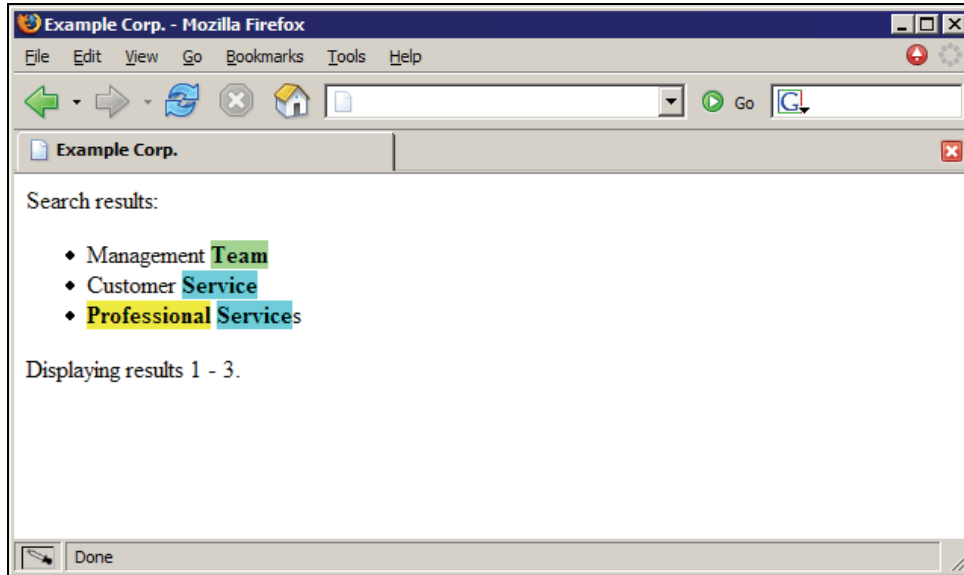 Example Corp. - Mozilla Firefox
File Edit View Go Bookmarks Tools Help
Go G
Example Corp.
Search results:
• Management Team
• Customer Service
• Professional Services
Displaying results 1 - 3.
Done